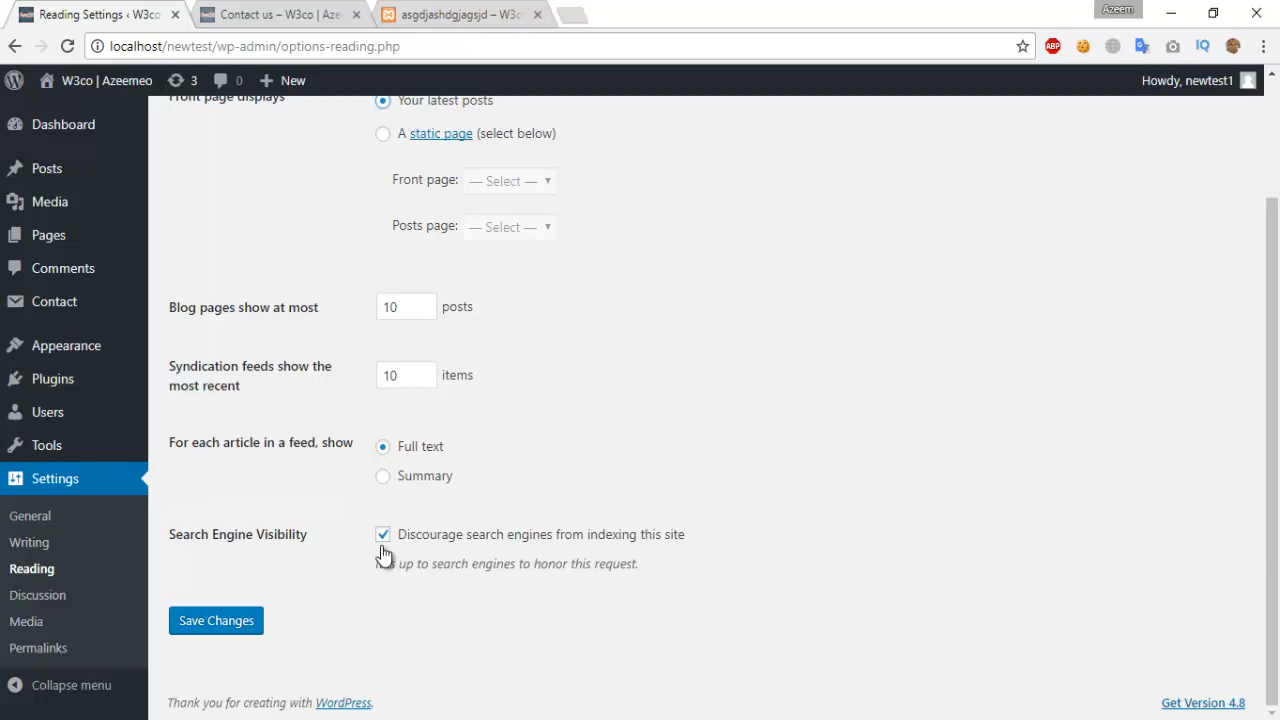 Reading Settings ‹ W3co
Contact us – W3co | Aze
asgdjashdgjagsjd – W3c
Azeem
localhost/newtest/wp-admin/options-reading.php
ABP
IQ
W3co | Azeemeo
3
0
New
Howdy, newtest1
Dashboard
Posts
Media
Pages
Comments
Contact
Appearance
Plugins
Users
Tools
Settings
General
Writing
Reading
Discussion
Media
Permalinks
Collapse menu
Front page displays
Your latest posts
A static page (select below)
Front page: — Select —
Posts page: — Select —
Blog pages show at most 10 posts
Syndication feeds show the
most recent
10 items
For each article in a feed, show
Full text
Summary
Search Engine Visibility
Discourage search engines from indexing this site
up to search engines to honor this request.
Save Changes
Thank you for creating with WordPress.
Get Version 4.8